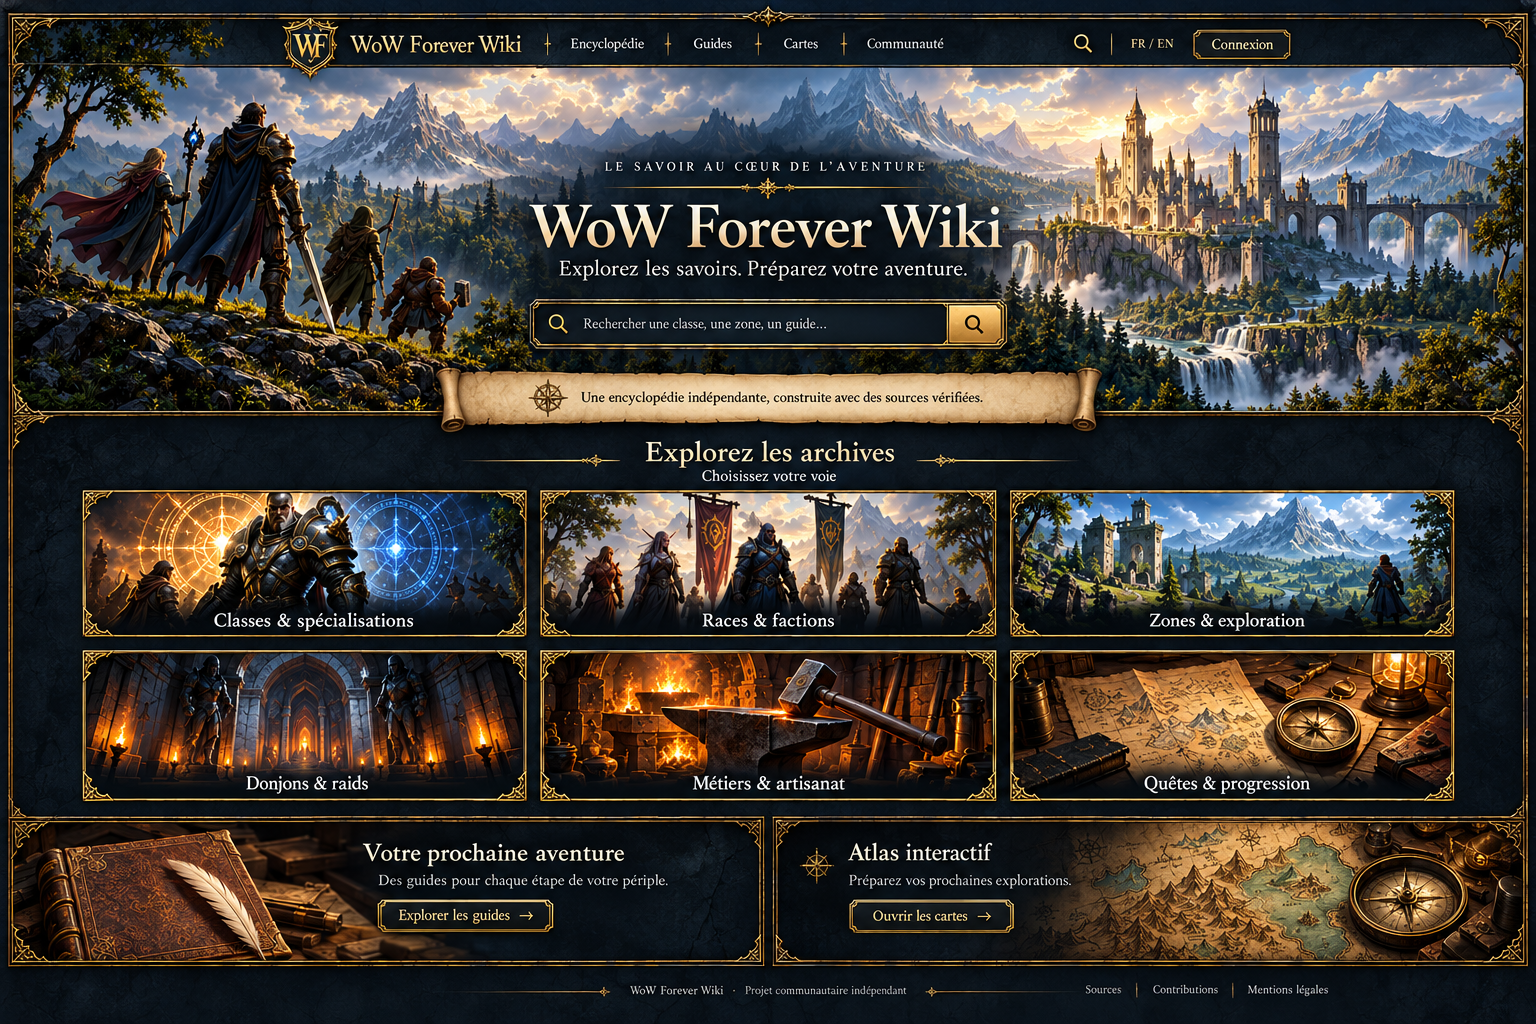 WF WoW Forever Wiki Encyclopédie Guides Cartes Communauté FR / EN Connexion
LE SAVOIR AU CŒUR DE L'AVENTURE
WoW Forever Wiki
Explorez les savoirs. Préparez votre aventure.
Rechercher une classe, une zone, un guide...
Une encyclopédie indépendante, construite avec des sources vérifiées.
Explorez les archives
Choisissez votre voie
Classes & spécialisations
Races & factions
Zones & exploration
Donjons & raids
Métiers & artisanat
Quêtes & progression
Votre prochaine aventure
Des guides pour chaque étape de votre périple.
Explorer les guides →
Atlas interactif
Préparez vos prochaines explorations.
Ouvrir les cartes →
WoW Forever Wiki · Projet communautaire indépendant
Sources Contributions Mentions légales